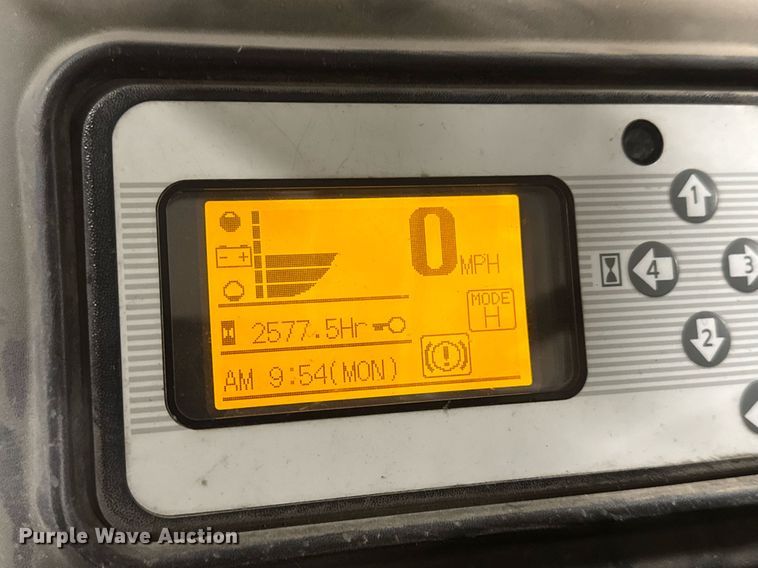 0 MPH
MODE
H
2577.5Hr
AM 9:54(MON)
1
4
3
2
Purple Wave Auction